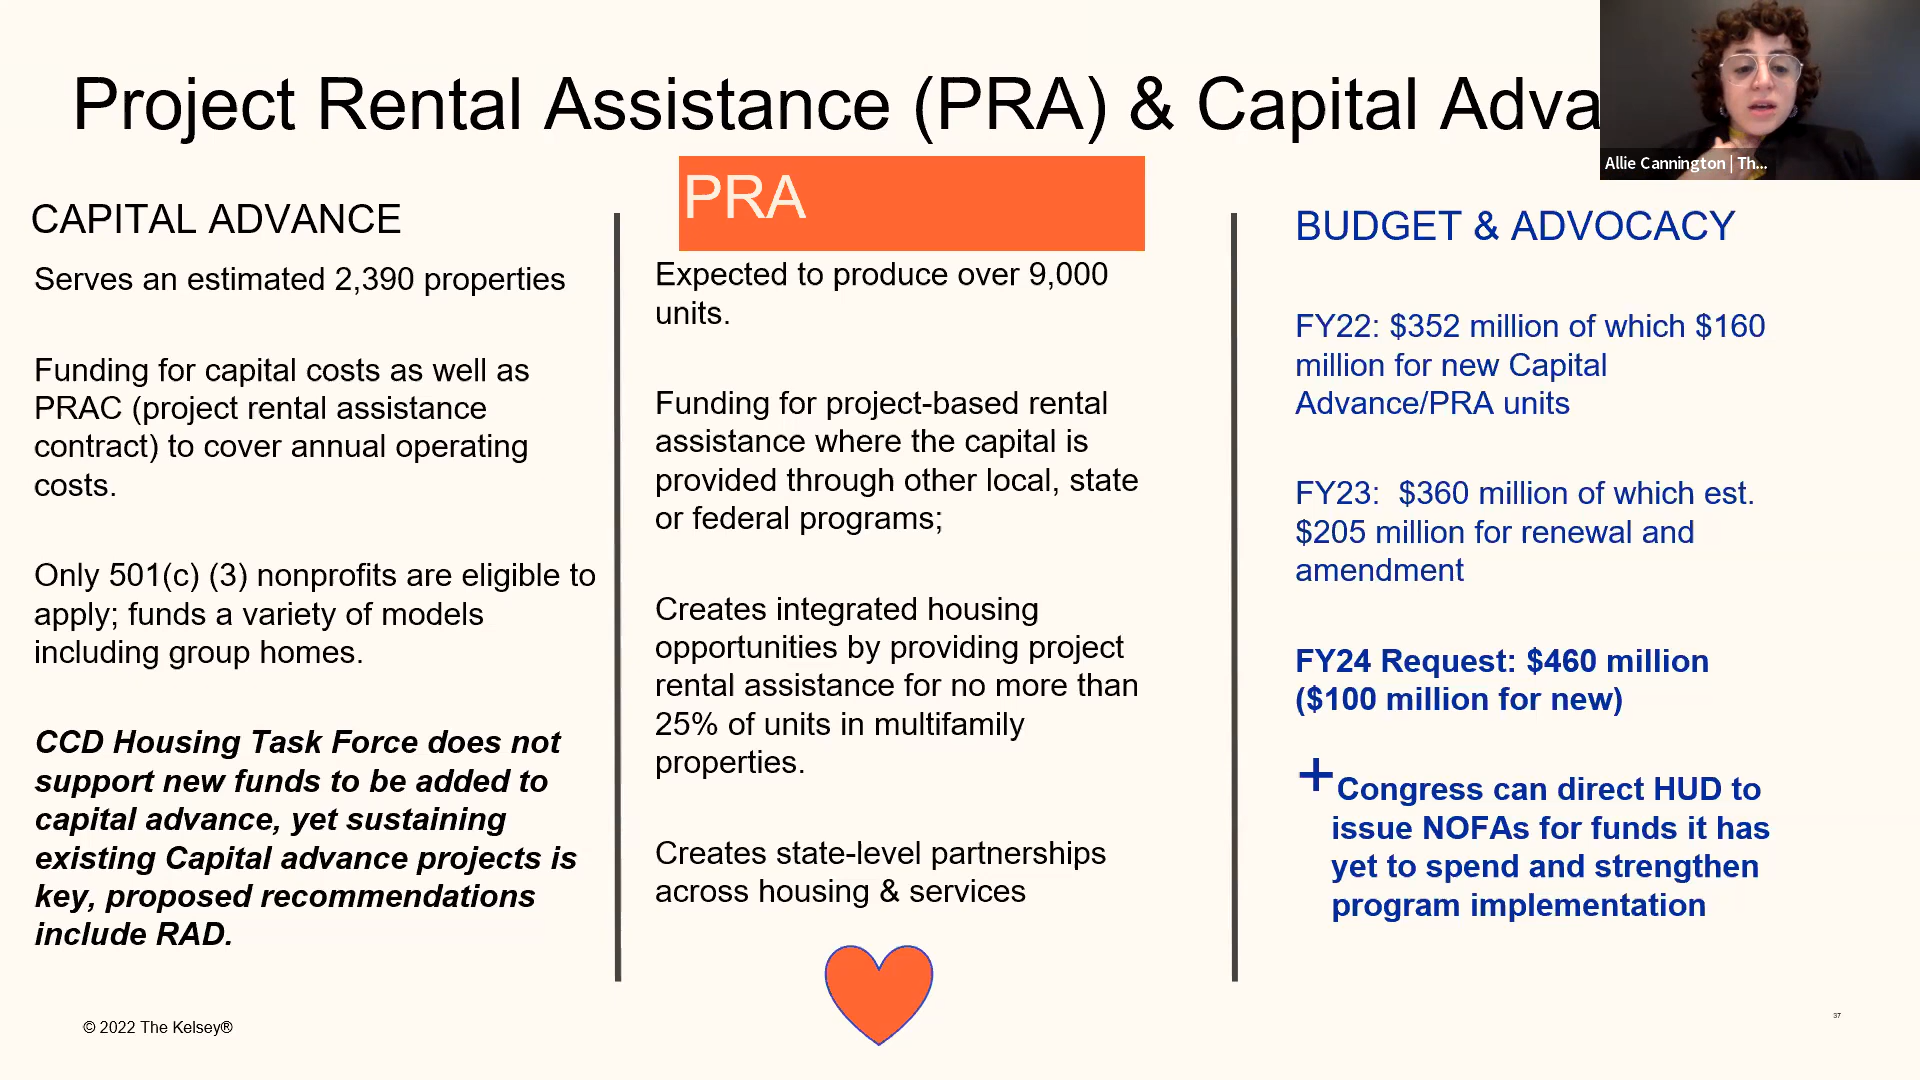 Project Rental Assistance (PRA) & Capital Adva
Allie Cannington | Th...
CAPITAL ADVANCE
Serves an estimated 2,390 properties
Funding for capital costs as well as
PRAC (project rental assistance
contract) to cover annual operating
costs.
Only 501(c) (3) nonprofits are eligible to
apply; funds a variety of models
including group homes.
CCD Housing Task Force does not
support new funds to be added to
capital advance, yet sustaining
existing Capital advance projects is
key, proposed recommendations
include RAD.
PRA
Expected to produce over 9,000
units.
Funding for project-based rental
assistance where the capital is
provided through other local, state
or federal programs;
Creates integrated housing
opportunities by providing project
rental assistance for no more than
25% of units in multifamily
properties.
Creates state-level partnerships
across housing & services
BUDGET & ADVOCACY
FY22: $352 million of which $160
million for new Capital
Advance/PRA units
FY23:  $360 million of which est.
$205 million for renewal and
amendment
FY24 Request: $460 million
($100 million for new)
+Congress can direct HUD to
issue NOFAs for funds it has
yet to spend and strengthen
program implementation
© 2022 The Kelsey®
37